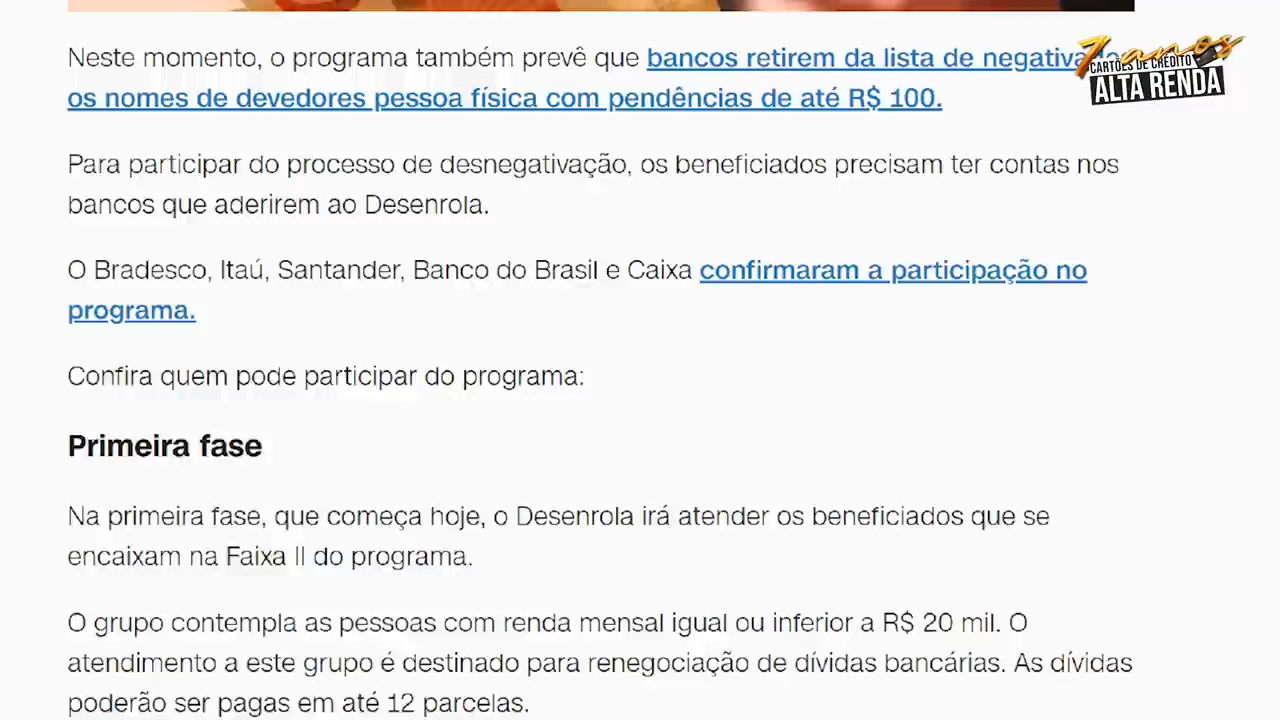 Neste momento, o programa também prevê que bancos retirem da lista de
os nomes de devedores pessoa física com pendências de até R$ 100.
7 anos
CARTÕES DE CRÉDITO
ALTA RENDA
Para participar do processo de desnegativação, os beneficiados precisam ter contas nos
bancos que aderirem ao Desenrola.
O Bradesco, Itaú, Santander, Banco do Brasil e Caixa confirmaram a participação no
programa.
Confira quem pode participar do programa:
Primeira fase
Na primeira fase, que começa hoje, o Desenrola irá atender os beneficiados que se
encaixam na Faixa II do programa.
O grupo contempla as pessoas com renda mensal igual ou inferior a R$ 20 mil. O
atendimento a este grupo é destinado para renegociação de dívidas bancárias. As dívidas
poderão ser pagas em até 12 parcelas.